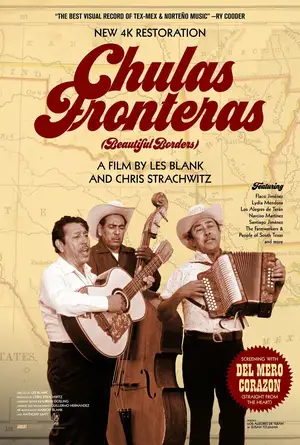 "THE BEST VISUAL RECORD OF TEX-MEX & NORTEÑO MUSIC" —RY COODER
NEW 4K RESTORATION
Chulas
Fronteras
(Beautiful Borders)
A FILM BY LES BLANK
AND CHRIS STRACHWITZ
Featuring
Flaco Jiménez
Lydia Mendoza
Los Alegres de Terán
Narciso Martínez
Santiago Jiménez
The Farmworkers &
People of South Texas
and more
SCREENING WITH
DEL MERO
CORAZON
(STRAIGHT FROM
THE HEART)